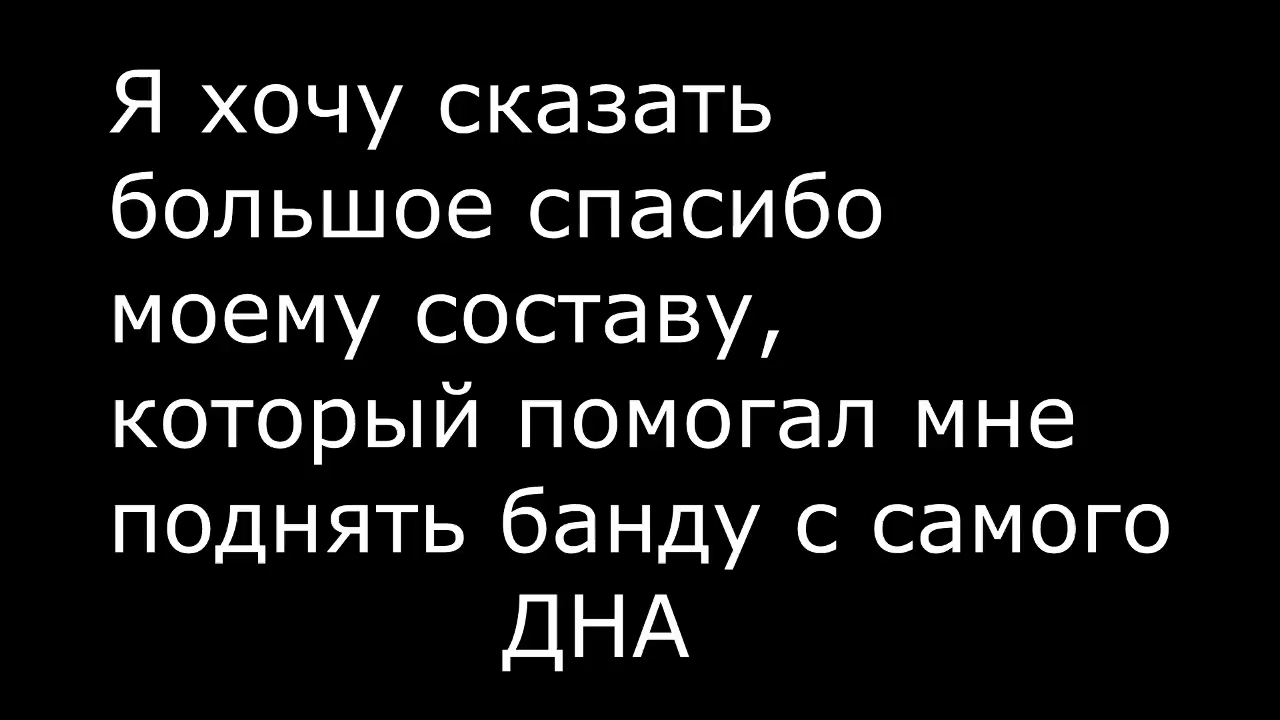 Я хочу сказать
большое спасибо
моему составу,
который помогал мне
поднять банду с самого
ДНА